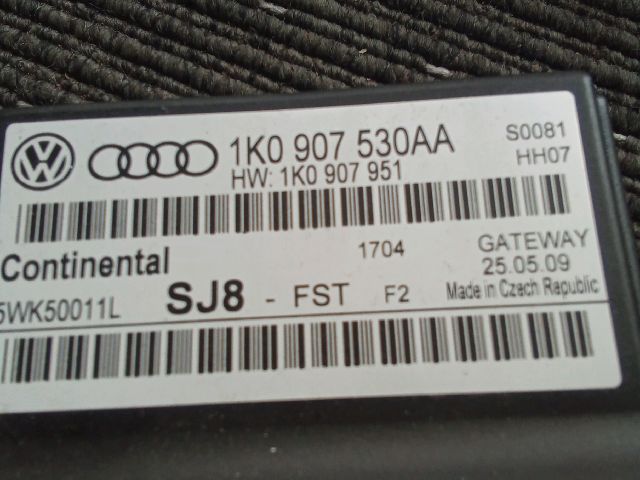 VW 1K0 907 530AA S0081
HW: 1K0 907 951 HH07
Continental 1704 GATEWAY
5WK50011L SJ8 - FST F2 25.05.09
Made in Czech Republic